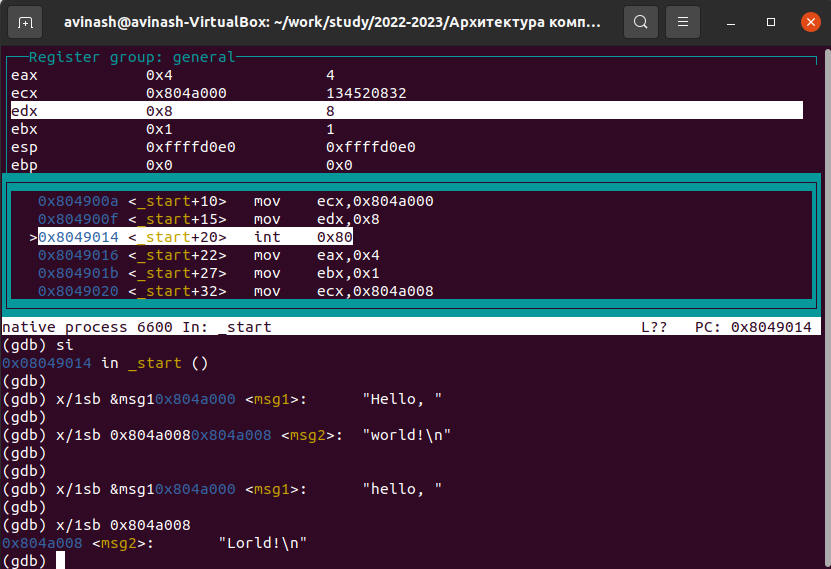 avinash@avinash-VirtualBox: ~/work/study/2022-2023/Архитектура комп...
Register group: general
eax 0x4 4
ecx 0x804a000 134520832
edx 0x8 8
ebx 0x1 1
esp 0xffffd0e0 0xffffd0e0
ebp 0x0 0x0
0x804900a <_start+10> mov ecx,0x804a000
0x804900f <_start+15> mov edx,0x8
>0x8049014 <_start+20> int 0x80
0x8049016 <_start+22> mov eax,0x4
0x804901b <_start+27> mov ebx,0x1
0x8049020 <_start+32> mov ecx,0x804a008
native process 6600 In: _start L?? PC: 0x8049014
(gdb) si
0x08049014 in _start ()
(gdb)
(gdb) x/1sb &msg10x804a000 <msg1>: "Hello, "
(gdb)
(gdb) x/1sb 0x804a0080x804a008 <msg2>: "world!\n"
(gdb)
(gdb)
(gdb) x/1sb &msg10x804a000 <msg1>: "hello, "
(gdb)
(gdb) x/1sb 0x804a008
0x804a008 <msg2>: "Lorld!\n"
(gdb)